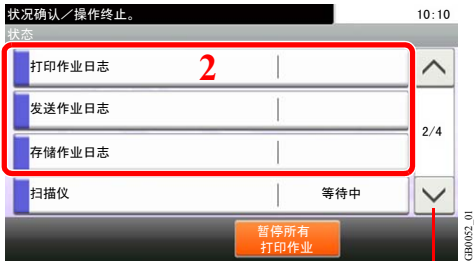 状况确认／操作终止。 10:10
状态
打印作业日志
2
发送作业日志
2/4
存储作业日志
扫描仪 等待中
暂停所有
打印作业
GB0052_01